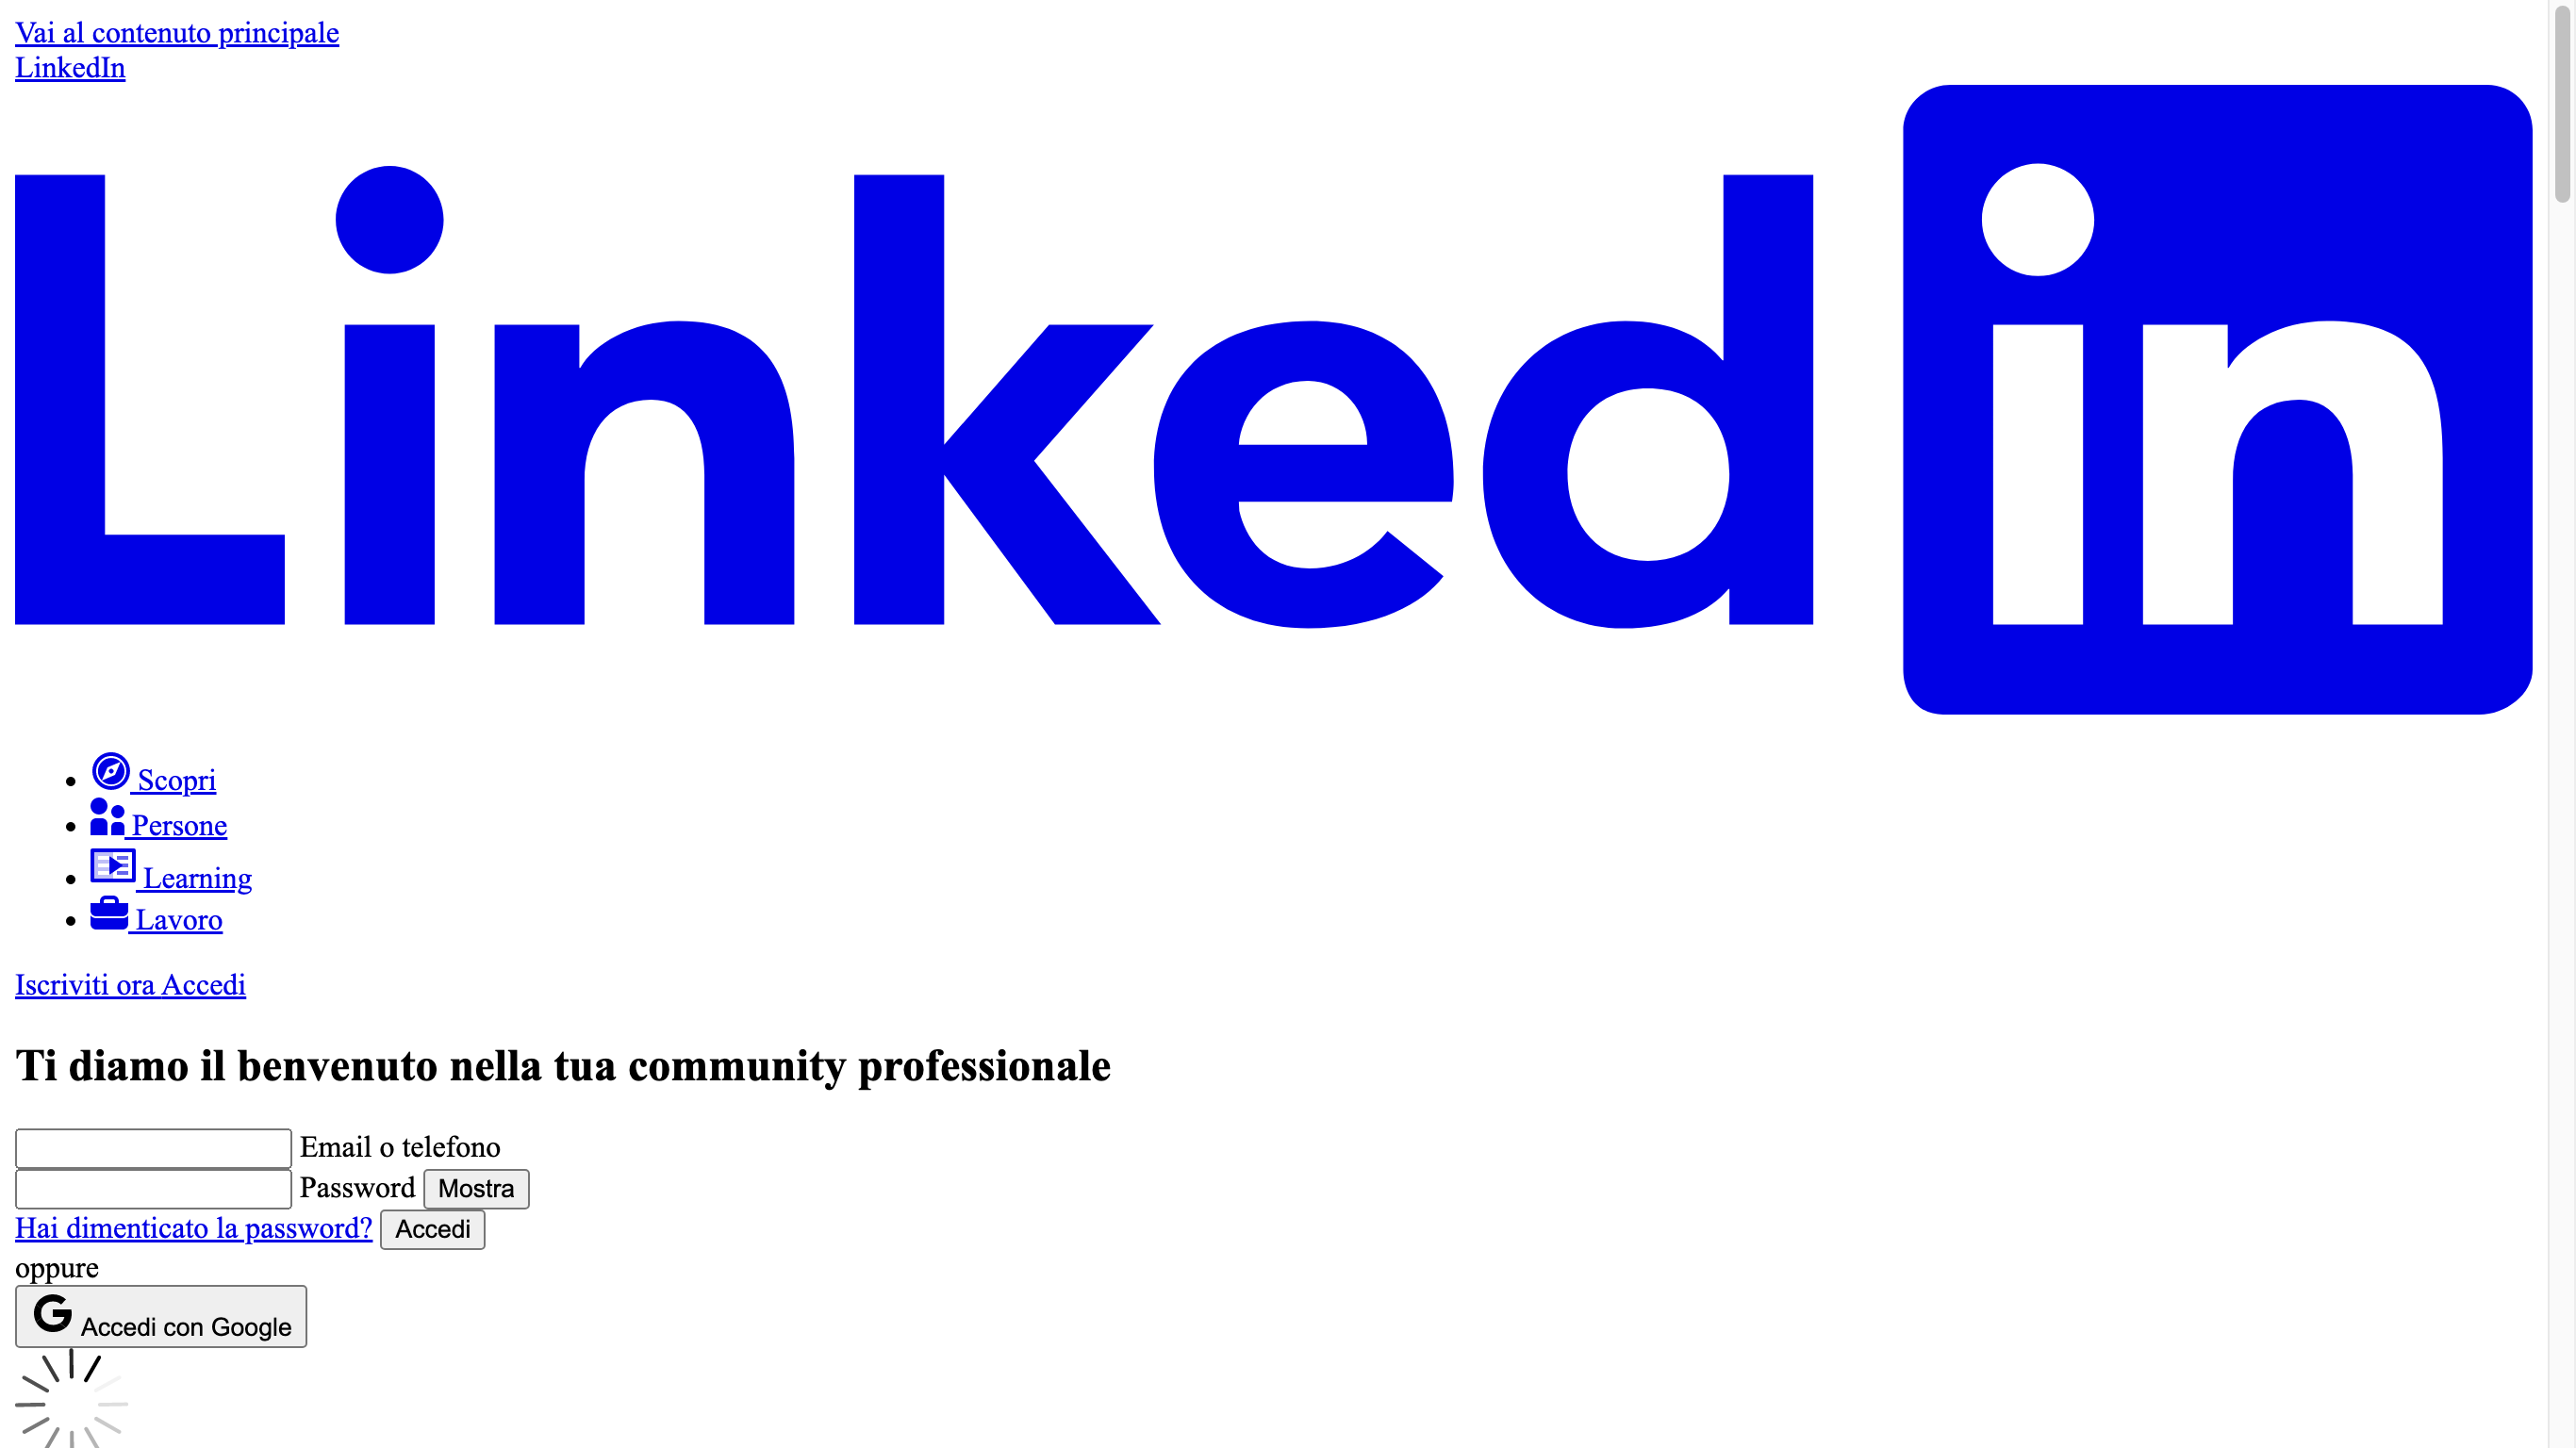 Vai al contenuto principale
LinkedIn
Linkedin
Scopri
Persone
Learning
Lavoro
Iscriviti ora Accedi
Ti diamo il benvenuto nella tua community professionale
Email o telefono
Password Mostra
Hai dimenticato la password? Accedi
oppure
Accedi con Google